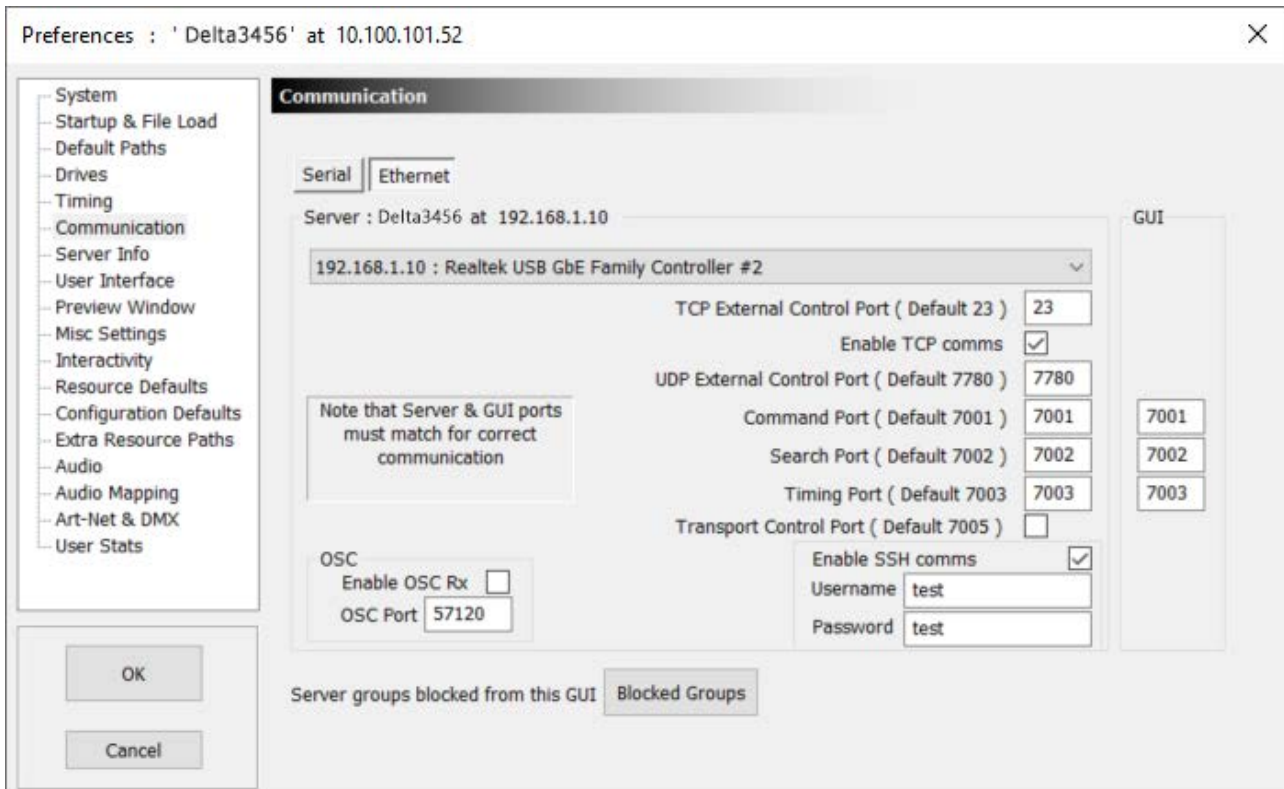 Preferences : 'Delta3456' at 10.100.101.52
System
Startup & File Load
Default Paths
Drives
Timing
Communication
Server Info
User Interface
Preview Window
Misc Settings
Interactivity
Resource Defaults
Configuration Defaults
Extra Resource Paths
Audio
Audio Mapping
Art-Net & DMX
User Stats
OK
Cancel
Communication
Serial Ethernet
Server : Delta3456 at 192.168.1.10
GUI
192.168.1.10 : Realtek USB GbE Family Controller #2
TCP External Control Port ( Default 23 ) 23
Enable TCP comms
UDP External Control Port ( Default 7780 ) 7780
Note that Server & GUI ports
must match for correct
communication
Command Port ( Default 7001 ) 7001 7001
Search Port ( Default 7002 ) 7002 7002
Timing Port ( Default 7003 7003 7003
Transport Control Port ( Default 7005 )
OSC
Enable OSC Rx
OSC Port 57120
Enable SSH comms
Username test
Password test
Server groups blocked from this GUI Blocked Groups